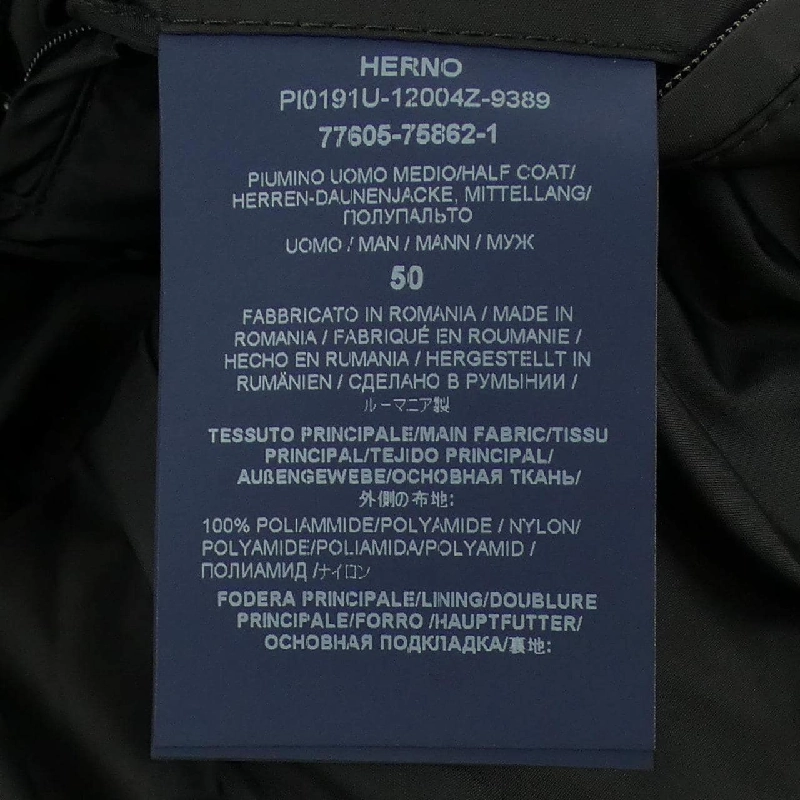 HERNO
PI0191U-12004Z-9389
77605-75862-1
PIUMINO UOMO MEDIO/HALF COAT/
HERREN-DAUNENJACKE, MITTELLANG/
ПОЛУПАЛЬТО
UOMO / MAN / MANN / МУЖ
50
FABBRICATO IN ROMANIA / MADE IN
ROMANIA / FABRIQUÉ EN ROUMANIE /
HECHO EN RUMANIA / HERGESTELLT IN
RUMÄNIEN / СДЕЛАНО В РУМЫНИИ /
ルーマニア製
TESSUTO PRINCIPALE/MAIN FABRIC/TISSU
PRINCIPAL/TEJIDO PRINCIPAL/
AUßENGEWEBE/ОСНОВНАЯ ТКАНЬ/
外側の布地:
100% POLIAMMIDE/POLYAMIDE / NYLON/
POLYAMIDE/POLIAMIDA/POLYAMID /
ПОЛИАМИД /ナイロン
FODERA PRINCIPALE/LINING/DOUBLURE
PRINCIPALE/FORRO /HAUPTFUTTER/
ОСНОВНАЯ ПОДКЛАДКА/裏地: